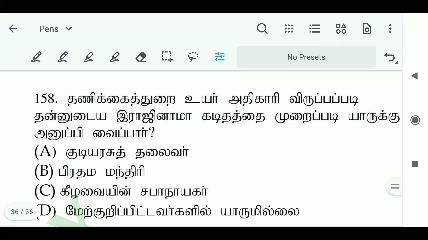 Pens
No Presets
158. தணிக்கைத்துறை உயர் அதிகாரி விருப்பப்படி
தன்னுடைய இராஜினாமா கடிதத்தை முறைப்படி யாருக்கு
அனுப்பி வைப்பார்?
(A) குடியரசுத் தலைவர்
(B) பிரதம மந்திரி
(C) கீழவையின் சபாநாயகர்
(D) மேற்குறிப்பிட்டவர்களில் யாருமில்லை
36 / 36